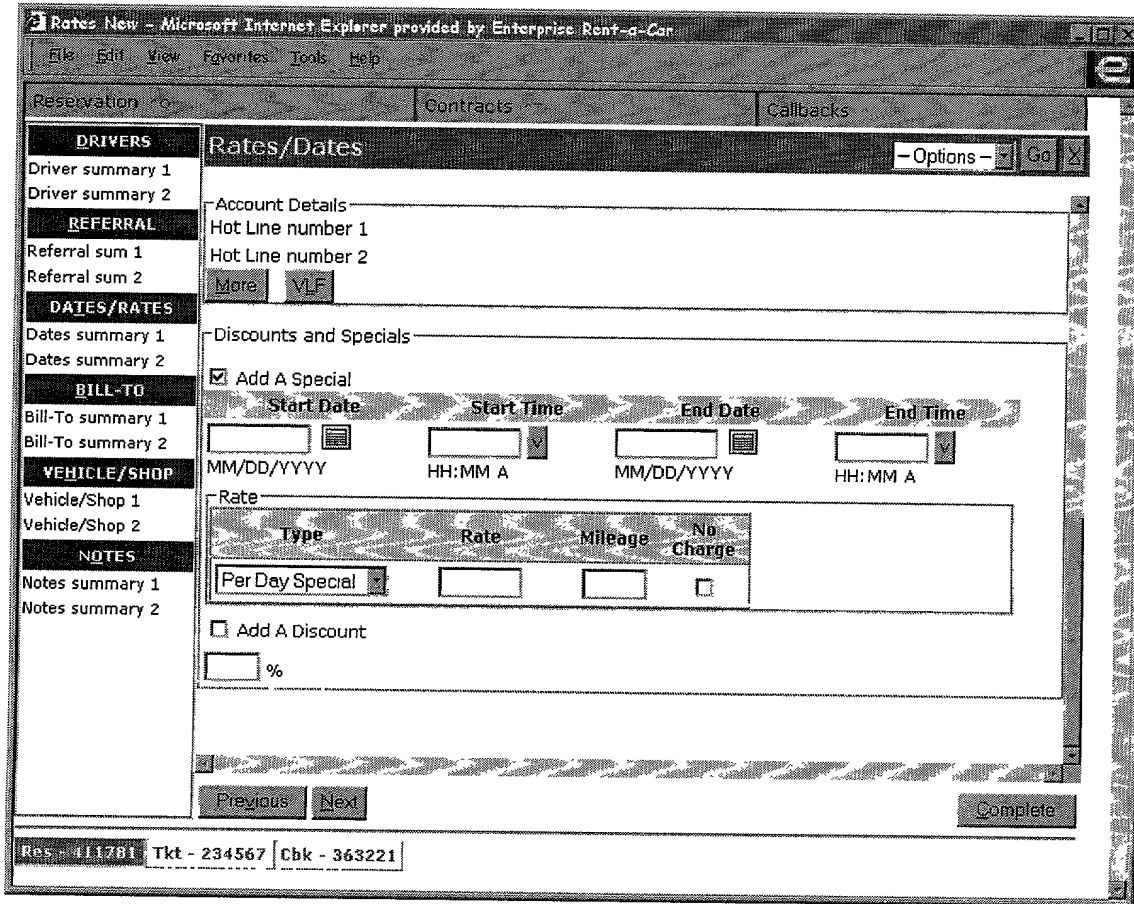 Rates New - Microsoft Internet Explorer provided by Enterprise Rent-a-Car
File Edit View Favorites Tools Help
Reservation Contracts Callbacks
DRIVERS
Driver summary 1
Driver summary 2
REFERRAL
Referral sum 1
Referral sum 2
DATES/RATES
Dates summary 1
Dates summary 2
BILL-TO
Bill-To summary 1
Bill-To summary 2
VEHICLE/SHOP
Vehicle/Shop 1
Vehicle/Shop 2
NOTES
Notes summary 1
Notes summary 2
Rates/Dates
– Options – Go X
Account Details
Hot Line number 1
Hot Line number 2
More VLF
Discounts and Specials
Add A Special
Start Date Start Time End Date End Time
MM/DD/YYYY HH:MM A MM/DD/YYYY HH:MM A
Rate
Type Rate Mileage No Charge
Per Day Special
Add A Discount
%
Previous Next Complete
Res - 411781 Tkt - 234567 Cbk - 363221